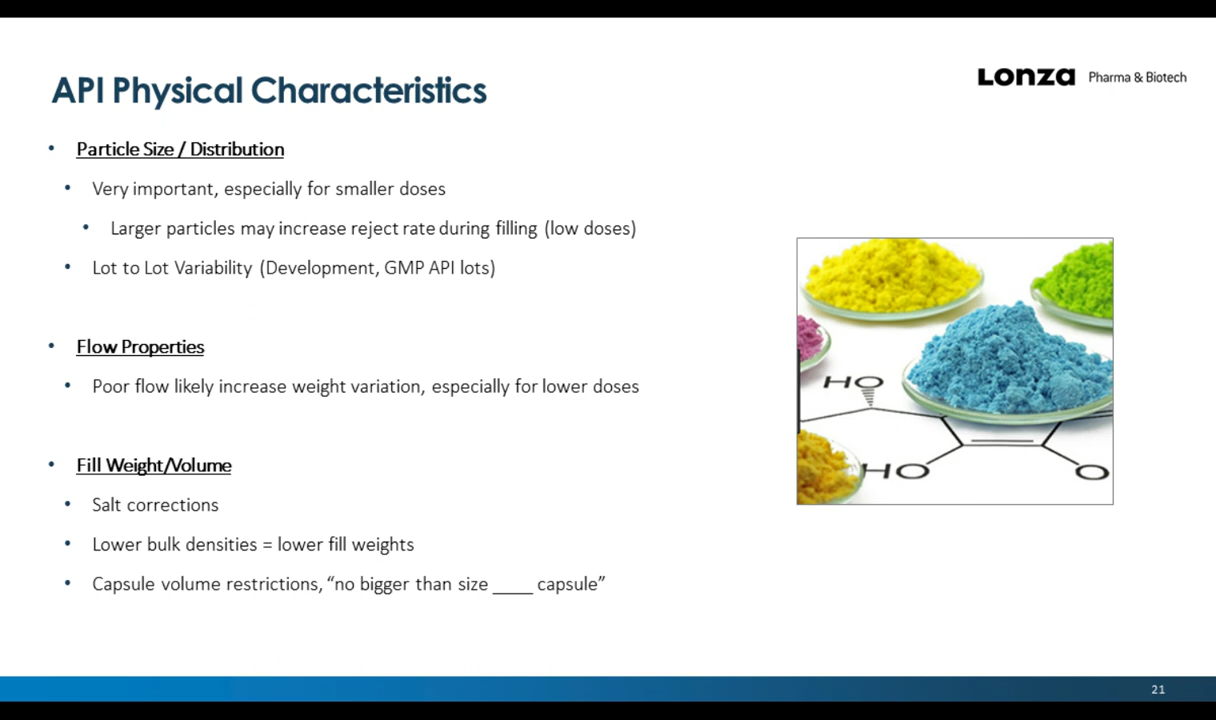 API Physical Characteristics
Lonza Pharma & Biotech
• Particle Size / Distribution
• Very important, especially for smaller doses
• Larger particles may increase reject rate during filling (low doses)
• Lot to Lot Variability (Development, GMP API lots)
• Flow Properties
• Poor flow likely increase weight variation, especially for lower doses
• Fill Weight/Volume
• Salt corrections
• Lower bulk densities = lower fill weights
• Capsule volume restrictions, “no bigger than size ____ capsule”
HO
HO
O
21